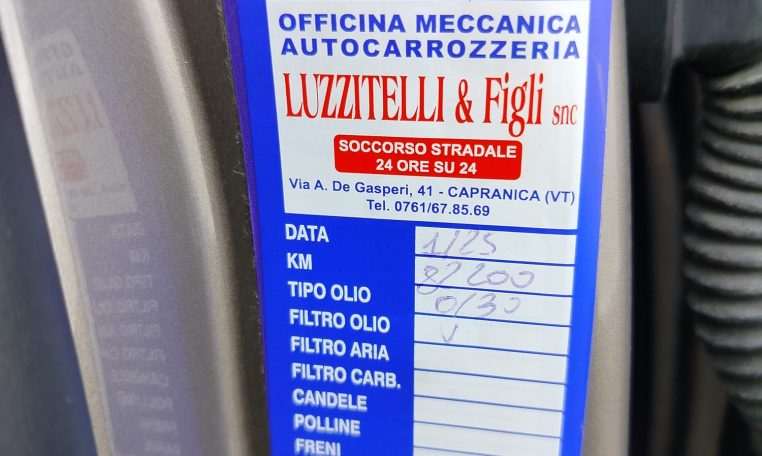 OFFICINA MECCANICA
AUTOCARROZZERIA
LUZZITELLI & Figli snc
SOCCORSO STRADALE
24 ORE SU 24
Via A. De Gasperi, 41 - CAPRANICA (VT)
Tel. 0761/67.85.69
DATA 1/25
KM 200
TIPO OLIO 0/30
FILTRO OLIO V
FILTRO ARIA
FILTRO CARB.
CANDELE
POLLINE
FRENI